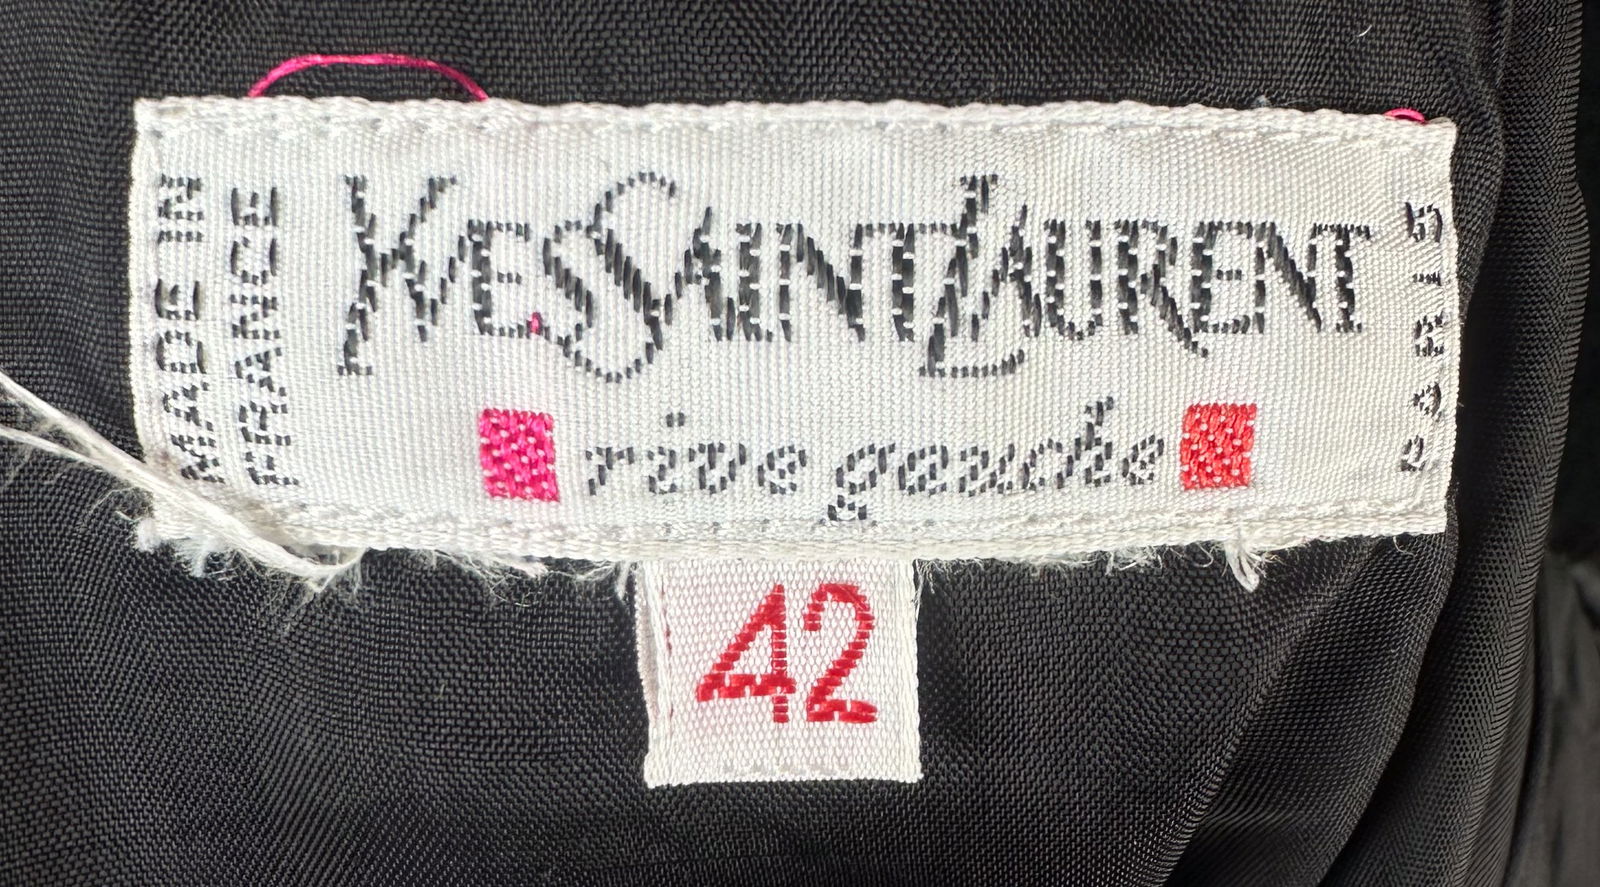 MADE IN
FRANCE
YVES SAINT LAURENT
rive gauche
PARIS
42